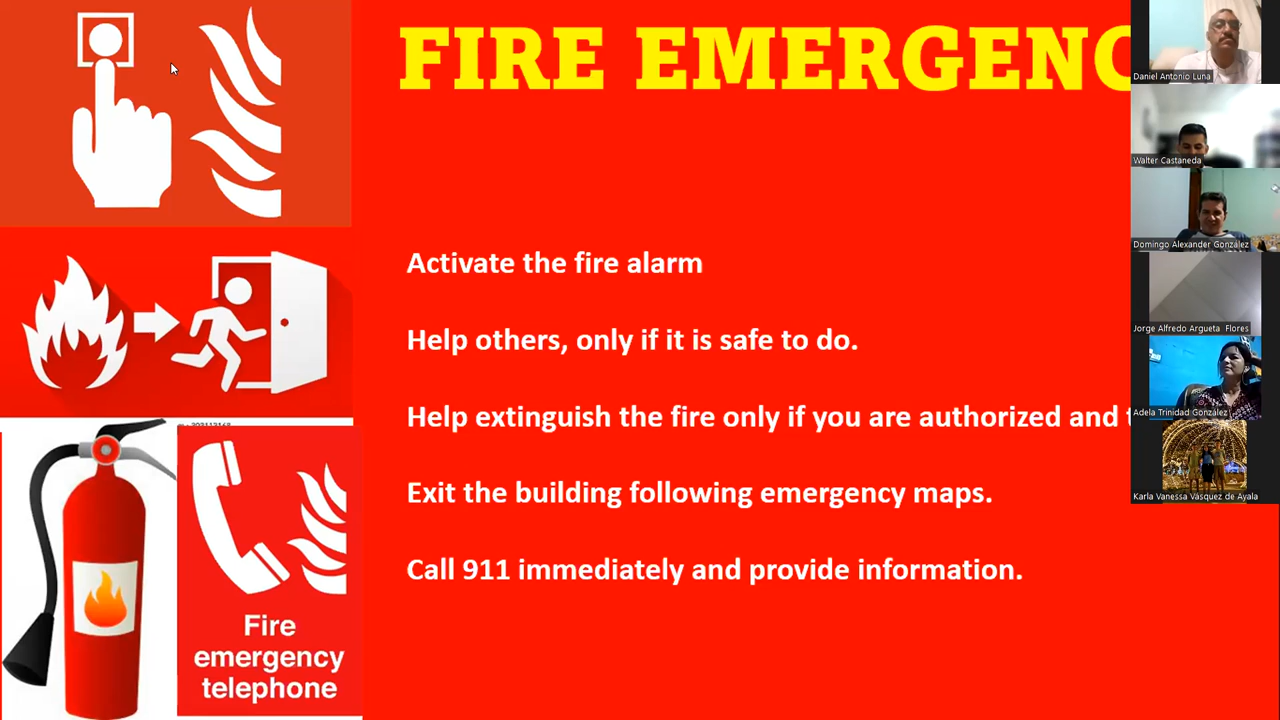 FIRE EMERGENC
Activate the fire alarm
Help others, only if it is safe to do.
Help extinguish the fire only if you are authorized and
Exit the building following emergency maps.
Call 911 immediately and provide information.
Fire
emergency
telephone
Daniel Antonio Luna
Walter Castaneda
Domingo Alexander González
Jorge Alfredo Argueta Flores
Adela Trinidad González
Karla Vanessa Vásquez de Ayala